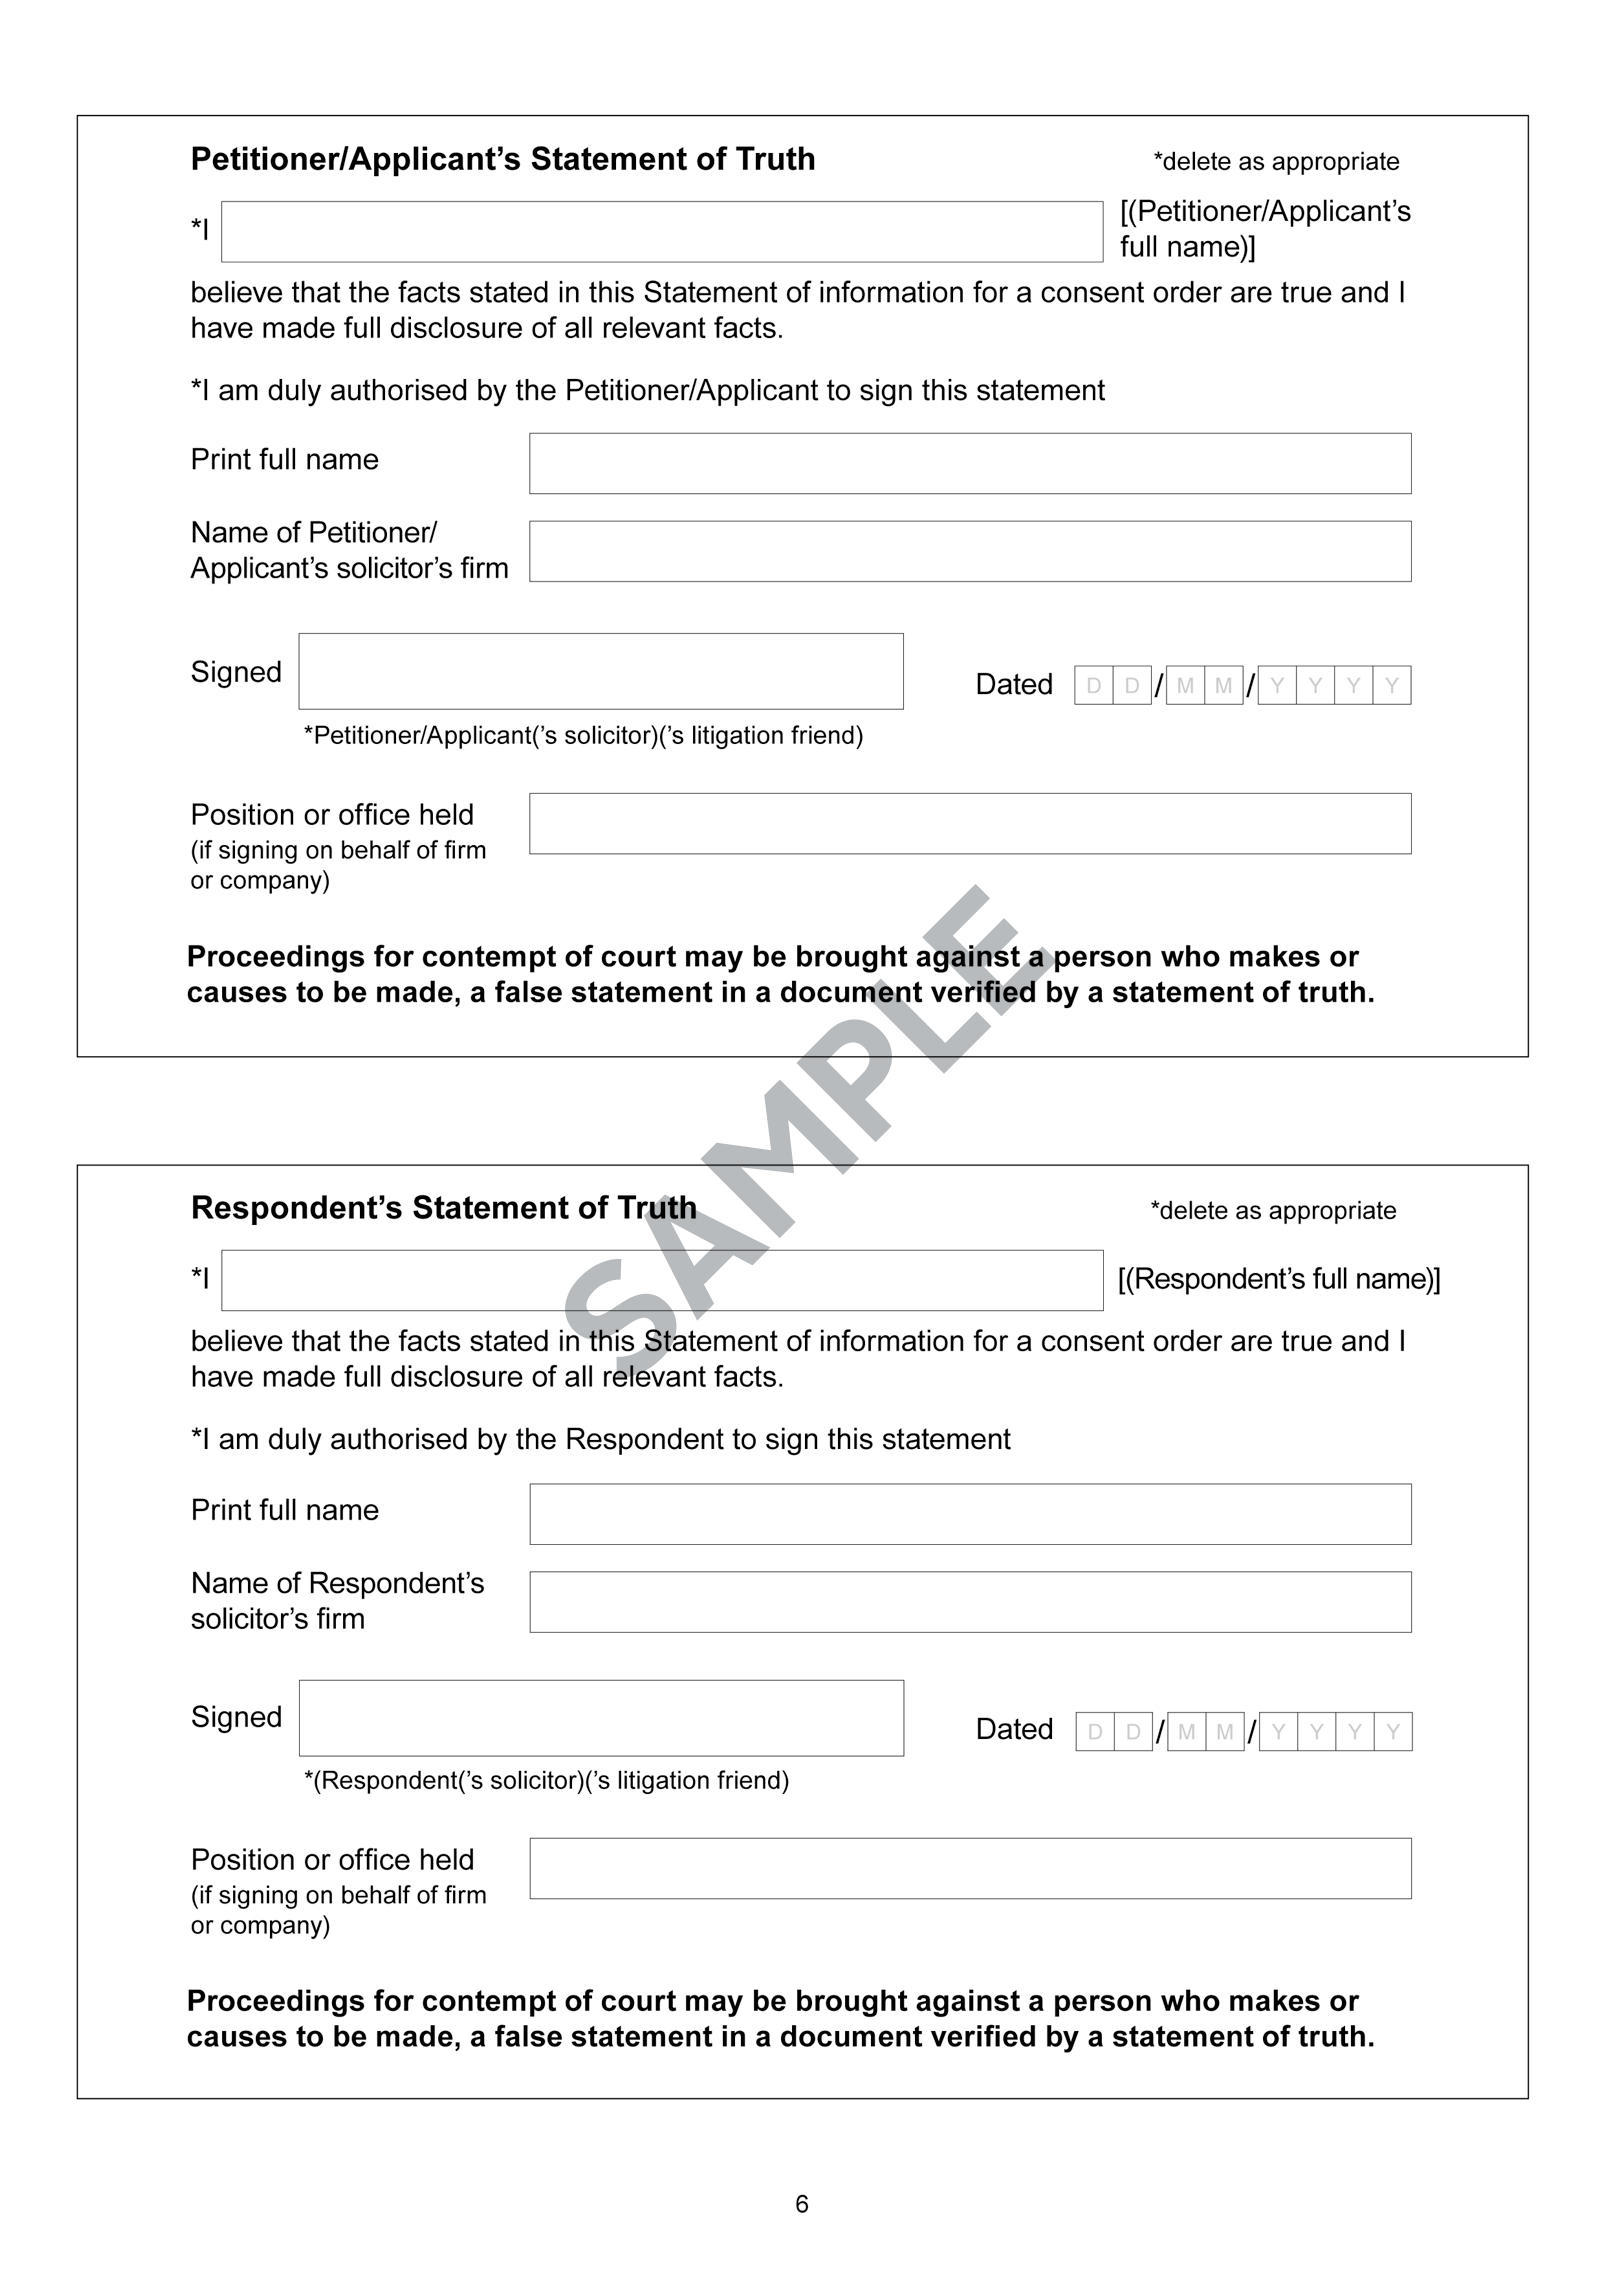 Petitioner/Applicant’s Statement of Truth
*delete as appropriate
*I
[(Petitioner/Applicant’s
full name)]
believe that the facts stated in this Statement of information for a consent order are true and I
have made full disclosure of all relevant facts.
*I am duly authorised by the Petitioner/Applicant to sign this statement
Print full name
Name of Petitioner/
Applicant’s solicitor’s firm
Signed
Dated D D / M M / Y Y Y Y
*Petitioner/Applicant(’s solicitor)(’s litigation friend)
Position or office held
(if signing on behalf of firm
or company)
Proceedings for contempt of court may be brought against a person who makes or
causes to be made, a false statement in a document verified by a statement of truth.
SAMPLE
Respondent’s Statement of Truth
*delete as appropriate
*I
[(Respondent’s full name)]
believe that the facts stated in this Statement of information for a consent order are true and I
have made full disclosure of all relevant facts.
*I am duly authorised by the Respondent to sign this statement
Print full name
Name of Respondent’s
solicitor’s firm
Signed
Dated D D / M M / Y Y Y Y
*(Respondent(’s solicitor)(’s litigation friend)
Position or office held
(if signing on behalf of firm
or company)
Proceedings for contempt of court may be brought against a person who makes or
causes to be made, a false statement in a document verified by a statement of truth.
6